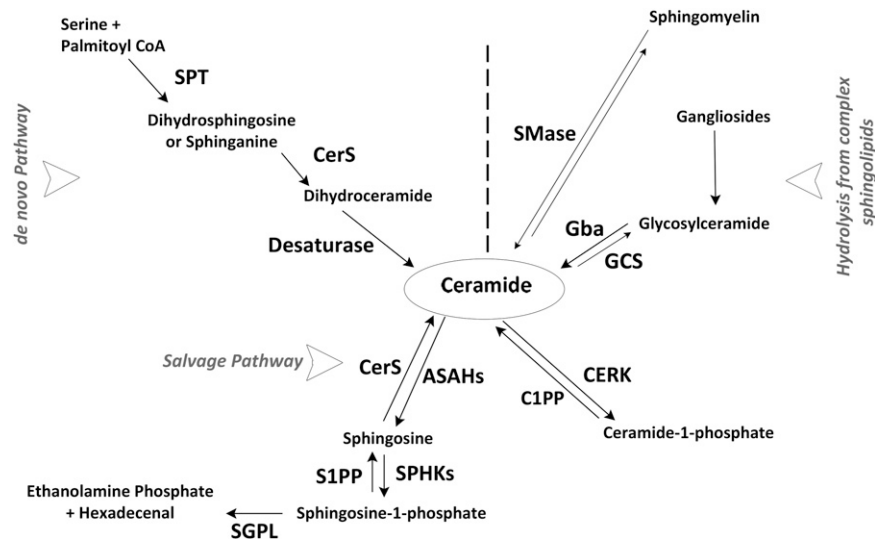 Serine +
Palmitoyl CoA
SPT
Dihydrosphingosine
or Sphinganine
CerS
Dihydroceramide
Desaturase
de novo Pathway
Sphingomyelin
SMase
Gangliosides
Glycosylceramide
Gba
GCS
Hydrolysis from complex
sphingolipids
Ceramide
Salvage Pathway
CerS
ASAHs
CERK
C1PP
Ceramide-1-phosphate
Sphingosine
S1PP
SPHKs
Ethanolamine Phosphate
+ Hexadecenal
SGPL
Sphingosine-1-phosphate